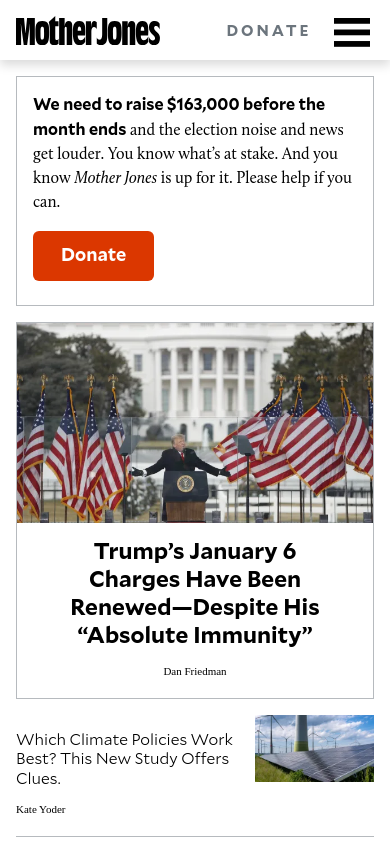 Mother Jones
DONATE
We need to raise $163,000 before the
month ends and the election noise and news
get louder. You know what’s at stake. And you
know Mother Jones is up for it. Please help if you
can.
Donate
Trump’s January 6
Charges Have Been
Renewed—Despite His
“Absolute Immunity”
Dan Friedman
Which Climate Policies Work
Best? This New Study Offers
Clues.
Kate Yoder